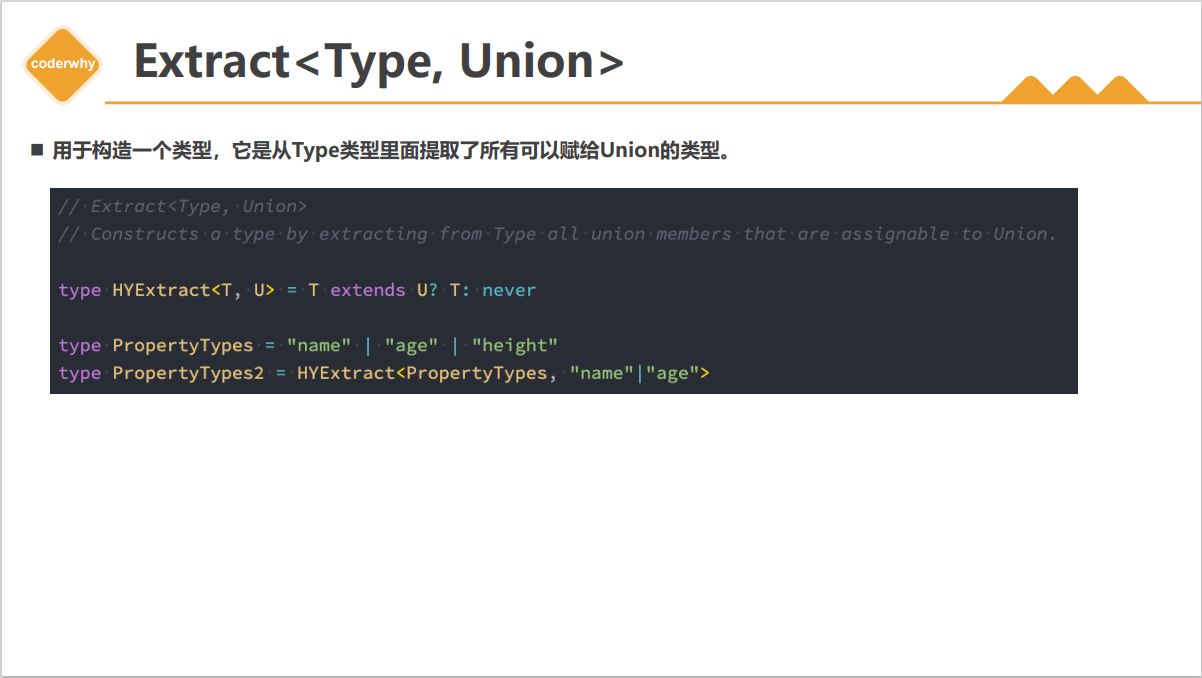 coderwhy
Extract<Type, Union>
■ 用于构造一个类型，它是从Type类型里面提取了所有可以赋给Union的类型。
// Extract<Type, Union>
// Constructs a type by extracting from Type all union members that are assignable to Union.
type HYExtract<T, U> = T extends U? T: never
type PropertyTypes = "name" | "age" | "height"
type PropertyTypes2 = HYExtract<PropertyTypes, "name"|"age">